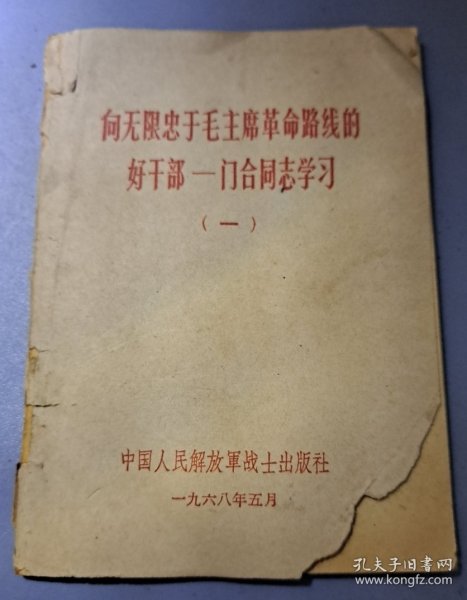 向无限忠于毛主席革命路线的
好干部—门合同志学习
（一）
中国人民解放軍战士出版社
一九六八年五月
孔夫子旧书网
www.kongfz.com